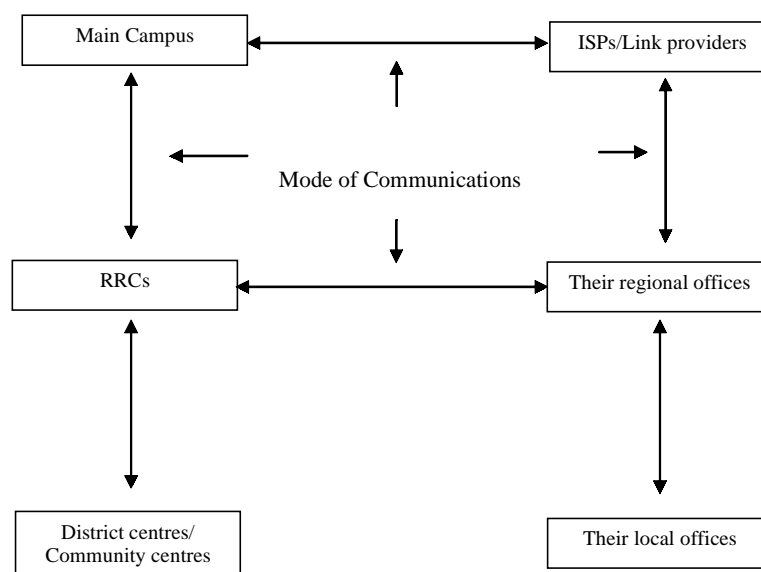 Main Campus
ISPs/Link providers
Mode of Communications
RRCs
Their regional offices
District centres/
Community centres
Their local offices